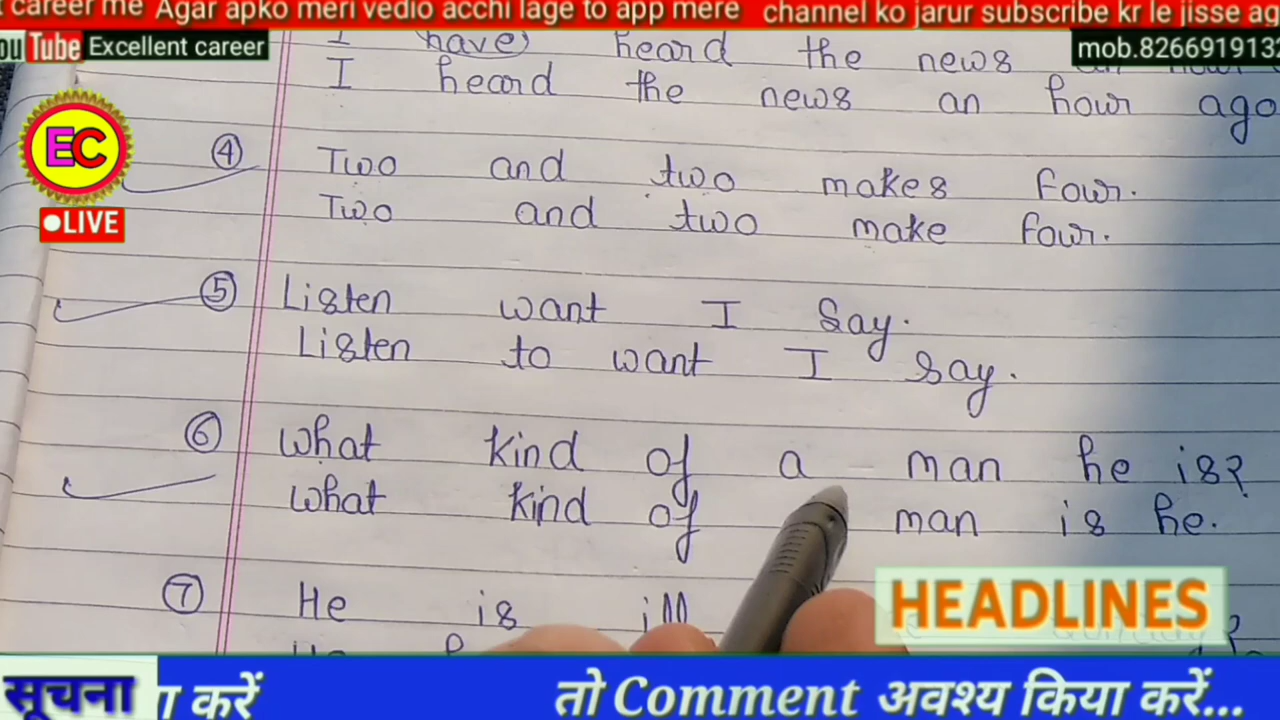 career me Agar apko meri vedio acchi lage to app mere channel ko jarur subscribe kr le jisse ag
You Tube Excellent career
mob.8266919132
I have heard the news an hour
I heard the news an hour ago
EC
LIVE
④ Two and two makes four.
Two and two make four.
⑤ Listen want I say.
Listen to want I say.
⑥ What kind of a man he is?
What kind of man is he.
⑦ He is ill
HEADLINES
सूचना
करें तो Comment अवश्य किया करें...